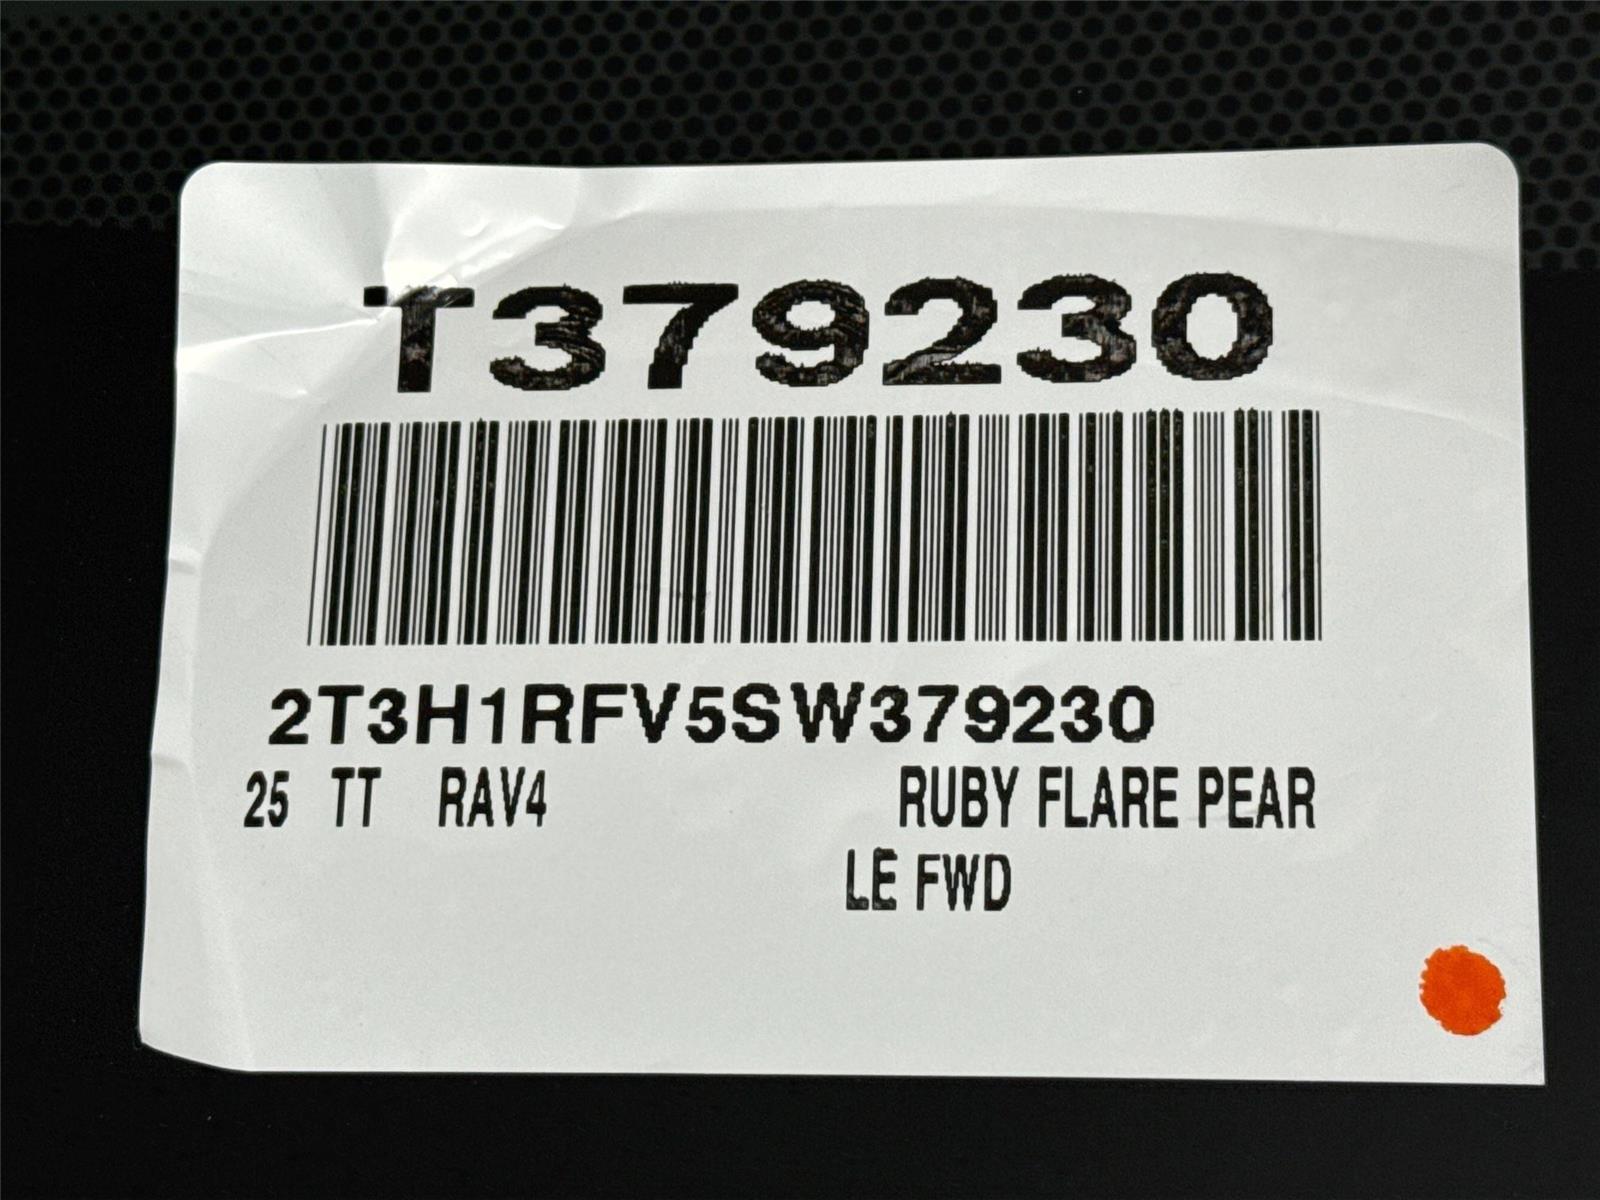 T379230
2T3H1RFV5SW379230
25 TT RAV4 RUBY FLARE PEAR
LE FWD